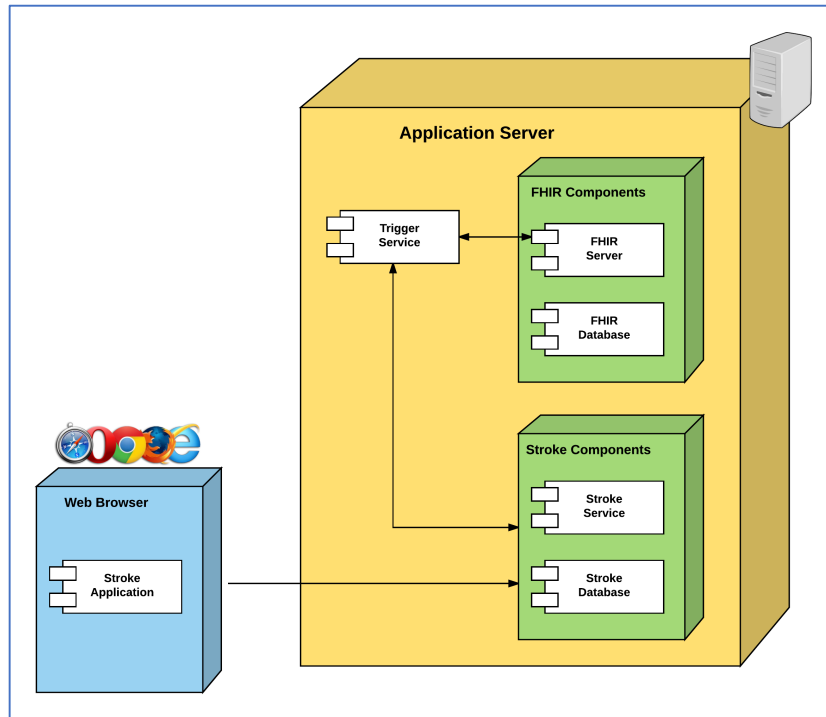 Application Server
FHIR Components
Trigger
Service
FHIR
Server
FHIR
Database
Stroke Components
Web Browser
Stroke
Service
Stroke
Application
Stroke
Database